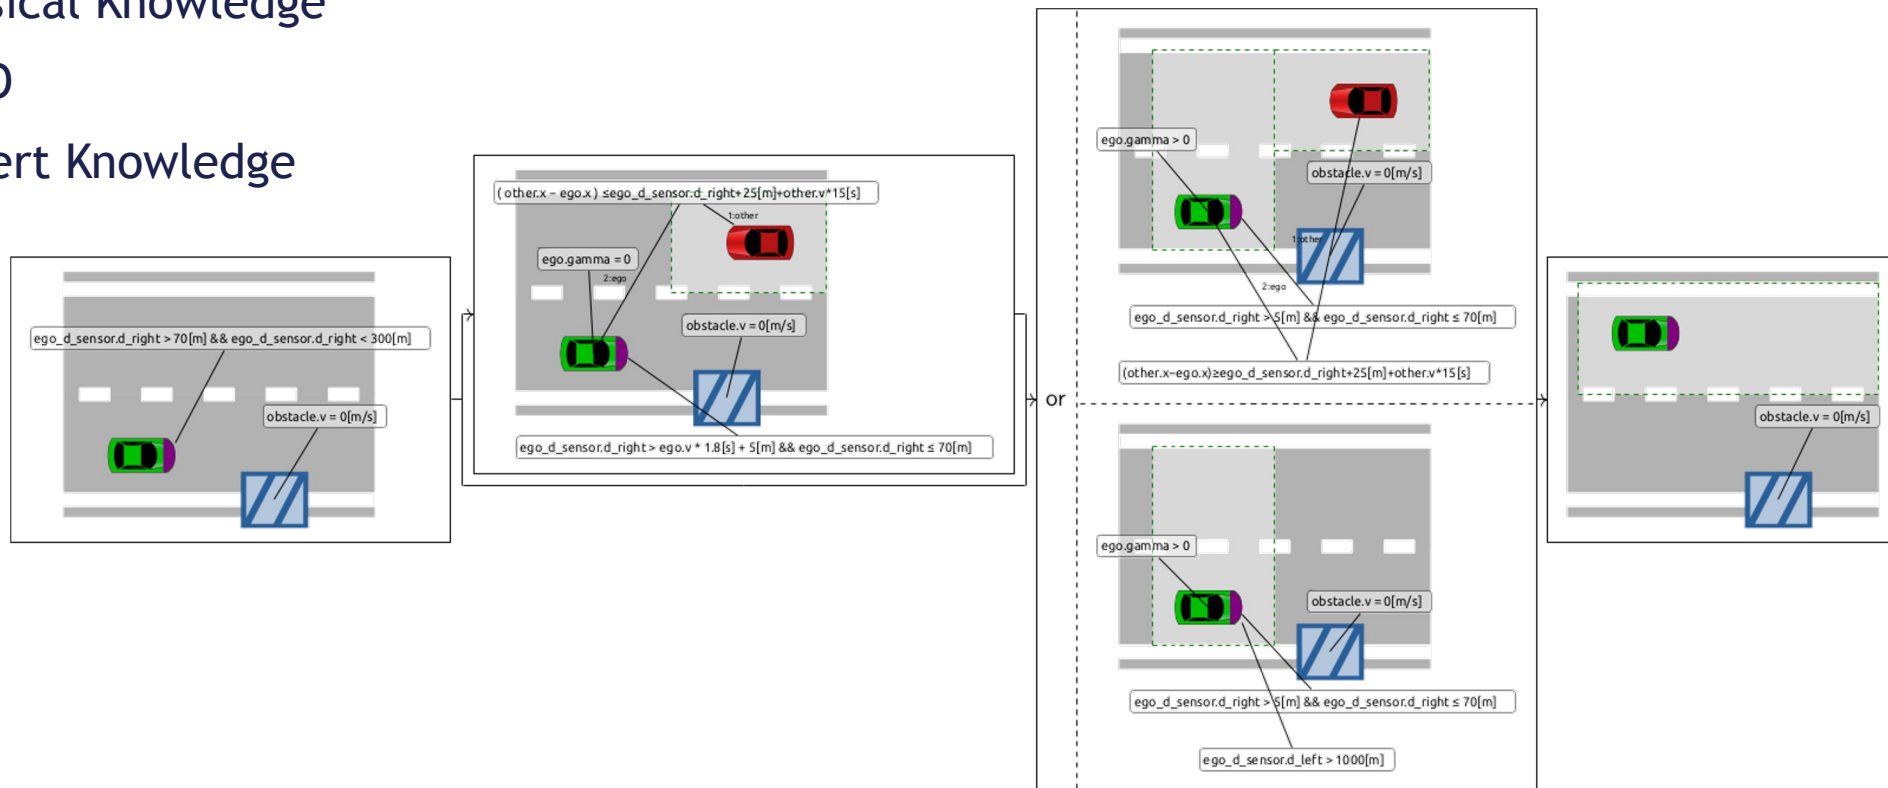 sical Knowledge
ert Knowledge
ego_d_sensor.d_right > 70[m] && ego_d_sensor.d_right < 300[m]
obstacle.v = 0[m/s]
( other.x – ego.x ) ≤ego_d_sensor.d_right+25[m]+other.v*15[s]
1:other
ego.gamma = 0
2:ego
obstacle.v = 0[m/s]
ego_d_sensor.d_right > ego.v * 1.8[s] + 5[m] && ego_d_sensor.d_right ≤ 70[m]
or
ego.gamma > 0
obstacle.v = 0[m/s]
1:other
2:ego
ego_d_sensor.d_right > 5[m] && ego_d_sensor.d_right ≤ 70[m]
(other.x–ego.x)≥ego_d_sensor.d_right+25[m]+other.v*15[s]
ego.gamma > 0
obstacle.v = 0[m/s]
ego_d_sensor.d_right > 5[m] && ego_d_sensor.d_right ≤ 70[m]
ego_d_sensor.d_left > 1000[m]
obstacle.v = 0[m/s]